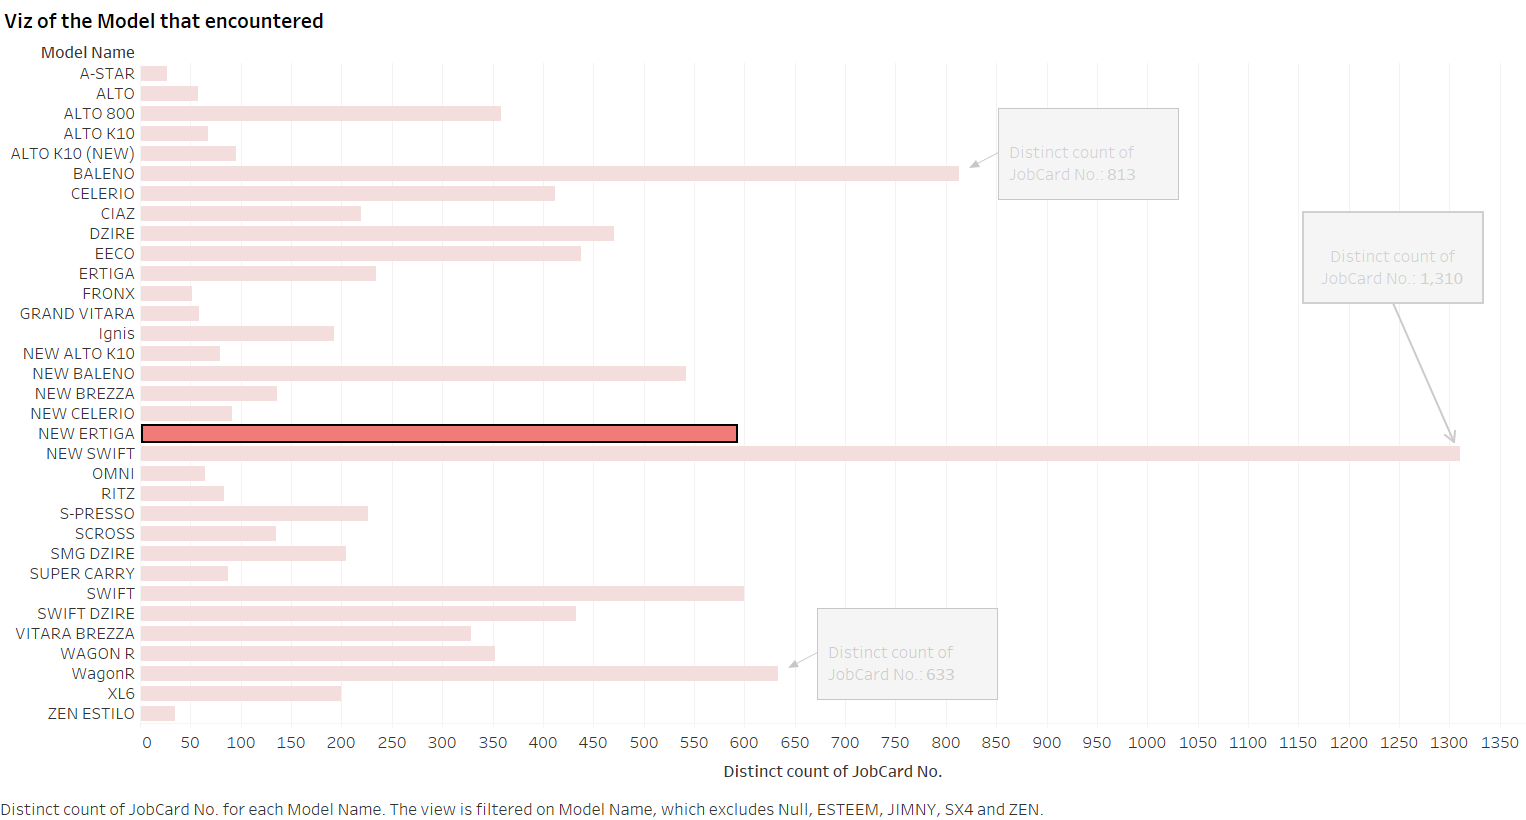 Viz of the Model that encountered
Model Name
A-STAR
ALTO
ALTO 800
ALTO K10
ALTO K10 (NEW)
BALENO
CELERIO
CIAZ
DZIRE
EECO
ERTIGA
FRONX
GRAND VITARA
Ignis
NEW ALTO K10
NEW BALENO
NEW BREZZA
NEW CELERIO
NEW ERTIGA
NEW SWIFT
OMNI
RITZ
S-PRESSO
SCROSS
SMG DZIRE
SUPER CARRY
SWIFT
SWIFT DZIRE
VITARA BREZZA
WAGON R
WagonR
XL6
ZEN ESTILO
Distinct count of
JobCard No.: 813
Distinct count of
JobCard No.: 1,310
Distinct count of
JobCard No.: 633
0 50 100 150 200 250 300 350 400 450 500 550 600 650 700 750 800 850 900 950 1000 1050 1100 1150 1200 1250 1300 1350
Distinct count of JobCard No.
Distinct count of JobCard No. for each Model Name. The view is filtered on Model Name, which excludes Null, ESTEEM, JIMNY, SX4 and ZEN.